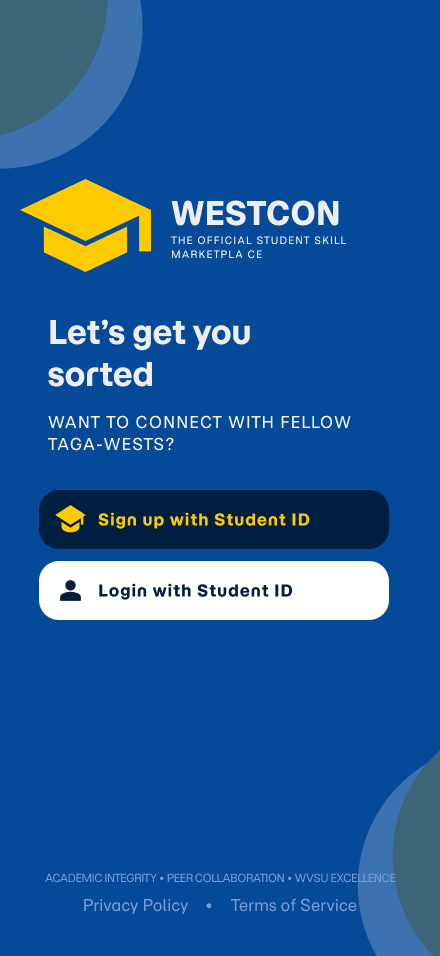 WESTCON
THE OFFICIAL STUDENT SKILL
MARKETPLA CE
Let’s get you
sorted
WANT TO CONNECT WITH FELLOW
TAGA-WESTS?
Sign up with Student ID
Login with Student ID
ACADEMIC INTEGRITY • PEER COLLABORATION • WVSU EXCELLENCE
Privacy Policy • Terms of Service